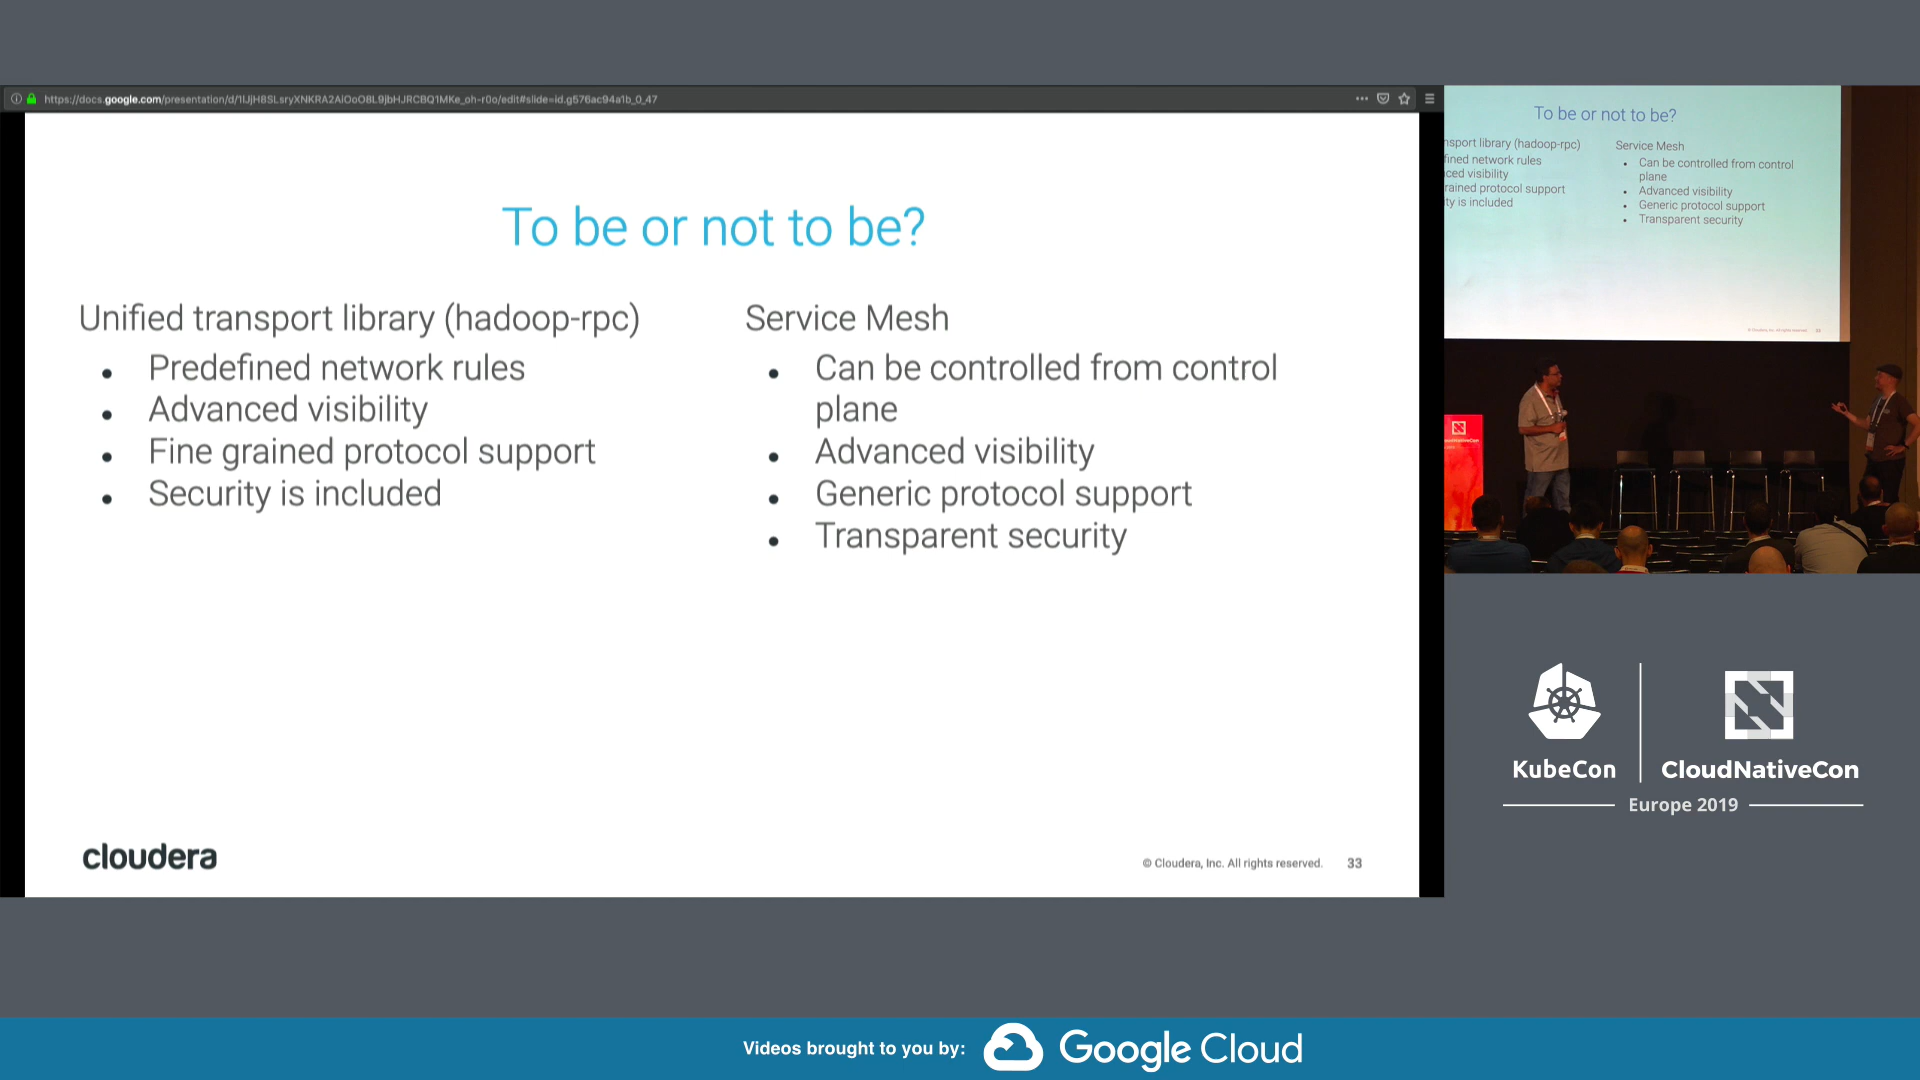 https://docs.google.com/presentation/d/1IJjH8SLsryXNKRA2AiOoO8L9jbHJRCBQ1MKe_oh-r0o/edit#slide=id.g576ac94a1b_0_47
To be or not to be?
Unified transport library (hadoop-rpc)
Predefined network rules
Advanced visibility
Fine grained protocol support
Security is included
Service Mesh
Can be controlled from control
plane
Advanced visibility
Generic protocol support
Transparent security
cloudera
© Cloudera, Inc. All rights reserved. 33
To be or not to be?
nsport library (hadoop-rpc)
fined network rules
ced visibility
rained protocol support
ty is included
Service Mesh
Can be controlled from control
plane
Advanced visibility
Generic protocol support
Transparent security
KubeCon
CloudNativeCon
Europe 2019
Videos brought to you by:
Google Cloud